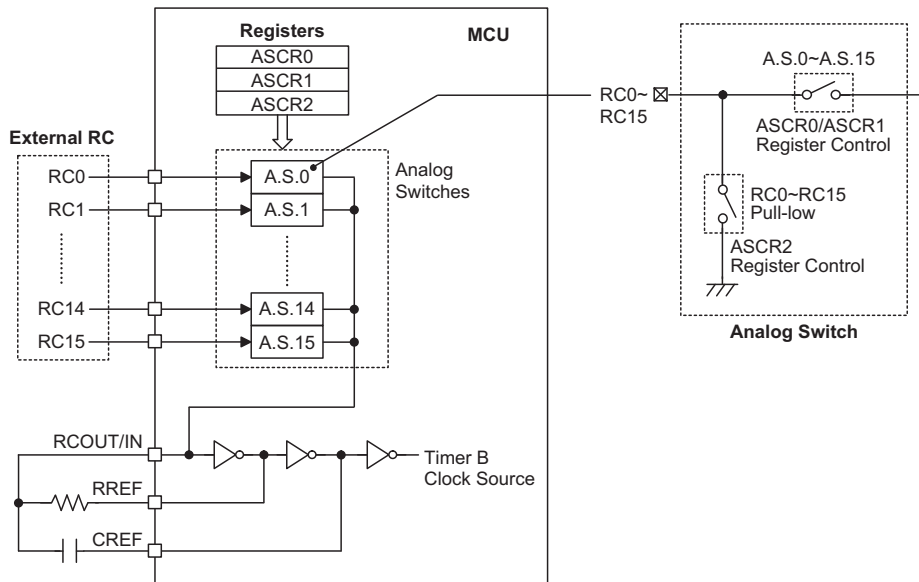 Registers
MCU
ASCR0
ASCR1
ASCR2
External RC
RC0
RC1
RC14
RC15
A.S.0
A.S.1
A.S.14
A.S.15
Analog
Switches
RCOUT/IN
RREF
CREF
Timer B
Clock Source
RC0~
RC15
A.S.0~A.S.15
ASCR0/ASCR1
Register Control
RC0~RC15
Pull-low
ASCR2
Register Control
Analog Switch